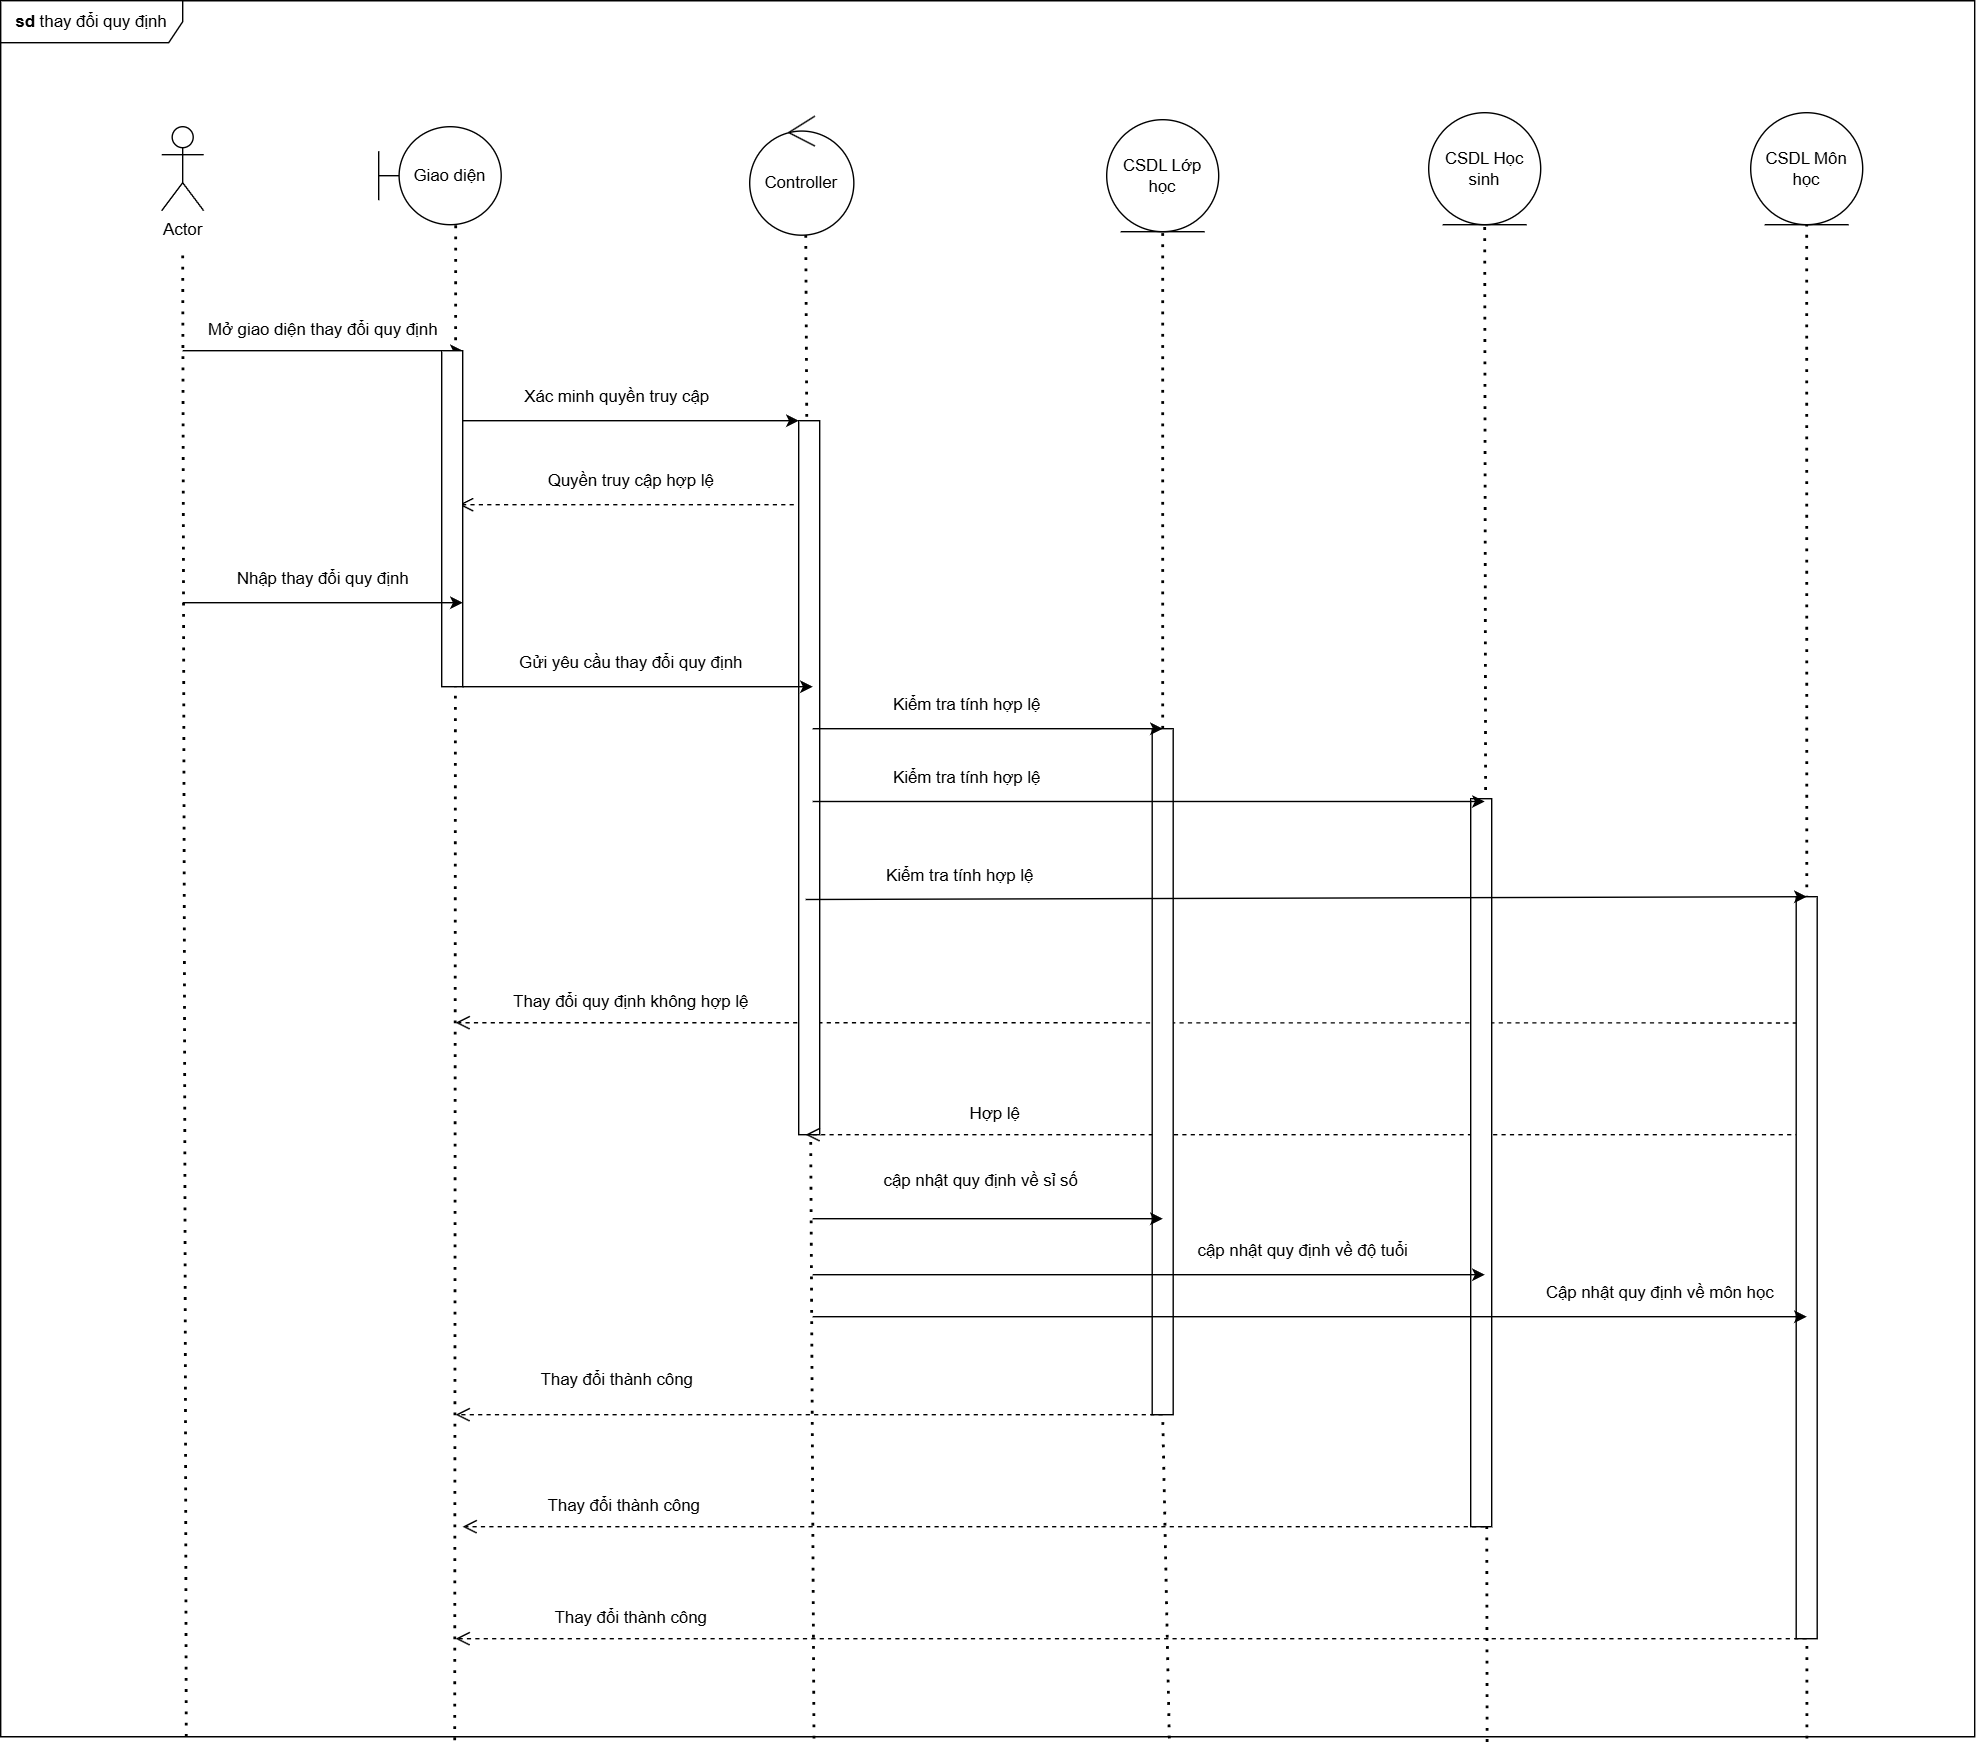 sd thay đổi quy định
Actor
Giao diện
Controller
CSDL Lớp
học
CSDL Học
sinh
CSDL Môn
học
Mở giao diện thay đổi quy định
Xác minh quyền truy cập
Quyền truy cập hợp lệ
Nhập thay đổi quy định
Gửi yêu cầu thay đổi quy định
Kiểm tra tính hợp lệ
Kiểm tra tính hợp lệ
Kiểm tra tính hợp lệ
Thay đổi quy định không hợp lệ
Hợp lệ
cập nhật quy định về sỉ số
cập nhật quy định về độ tuổi
Cập nhật quy định về môn học
Thay đổi thành công
Thay đổi thành công
Thay đổi thành công